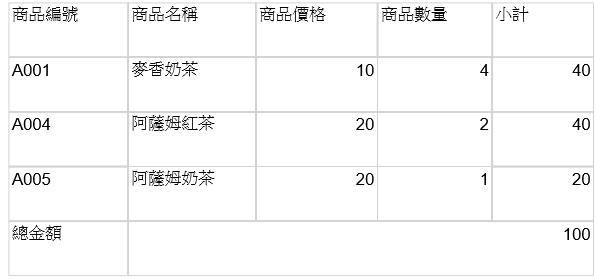 商品編號 商品名稱 商品價格 商品數量 小計
A001 麥香奶茶 10 4 40
A004 阿薩姆紅茶 20 2 40
A005 阿薩姆奶茶 20 1 20
總金額 100